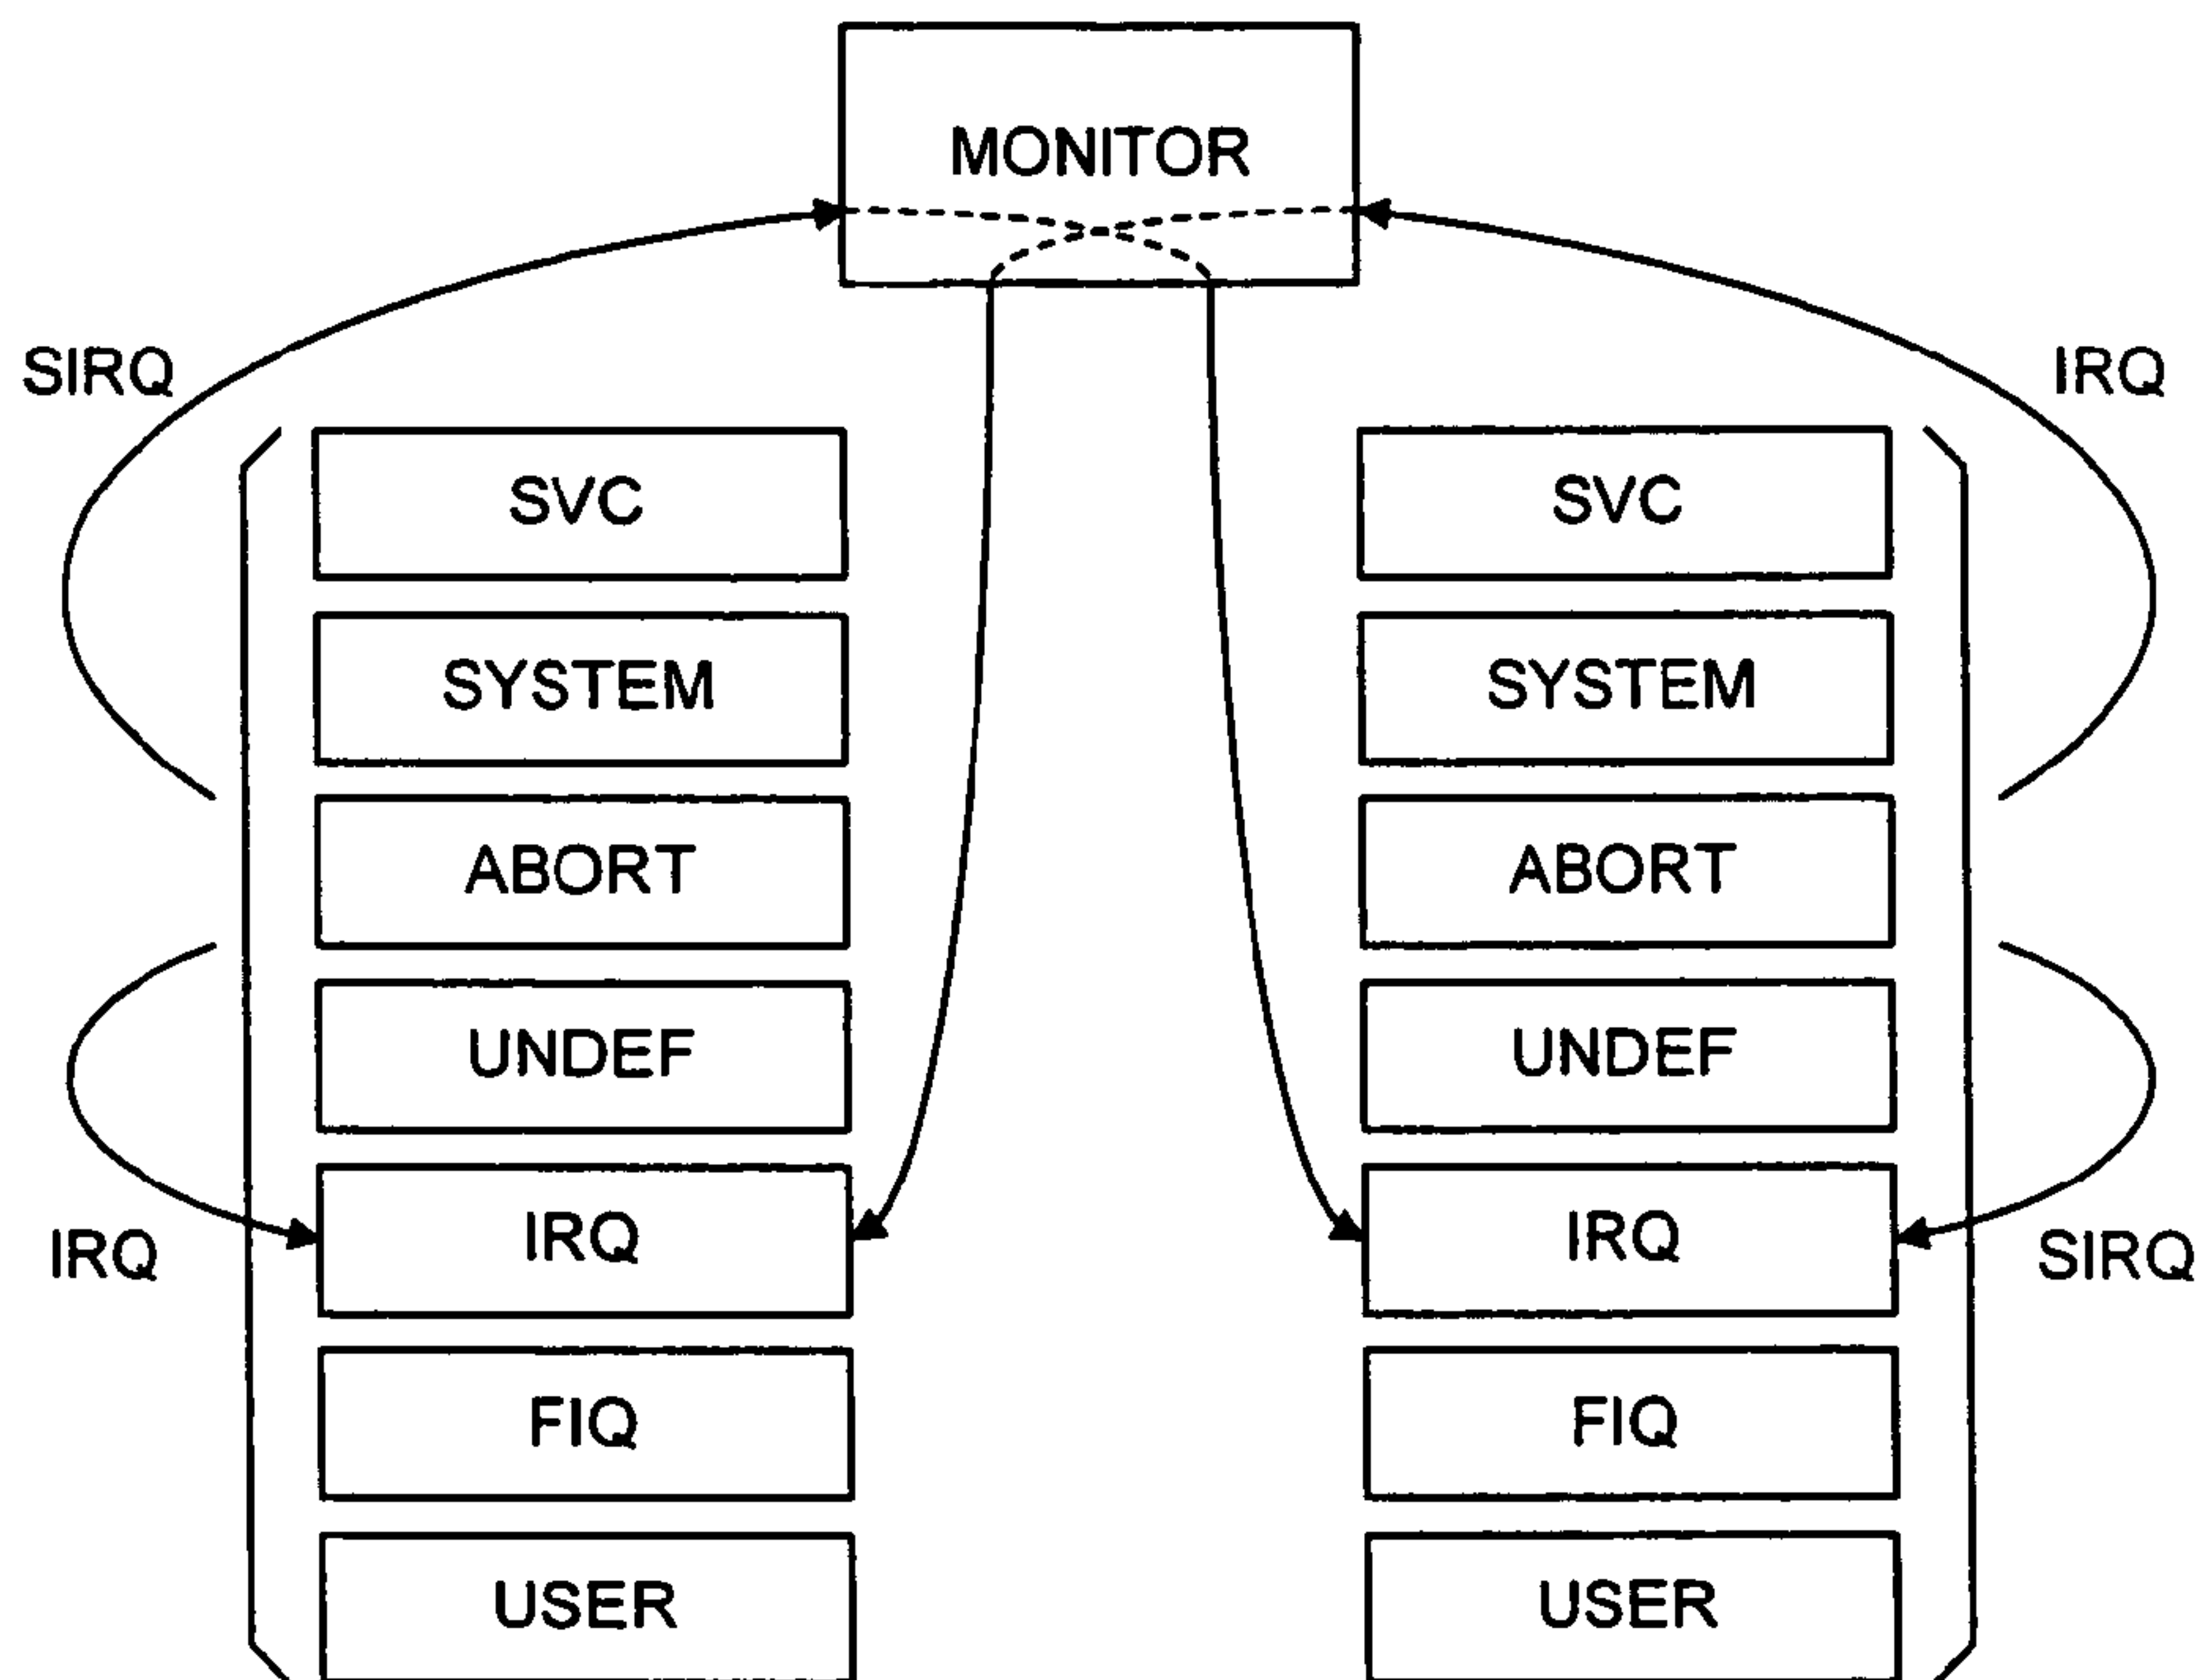 MONITOR
SIRQ
IRQ
SVC
SVC
SYSTEM
SYSTEM
ABORT
ABORT
UNDEF
UNDEF
IRQ
IRQ
IRQ
SIRQ
FIQ
FIQ
USER
USER